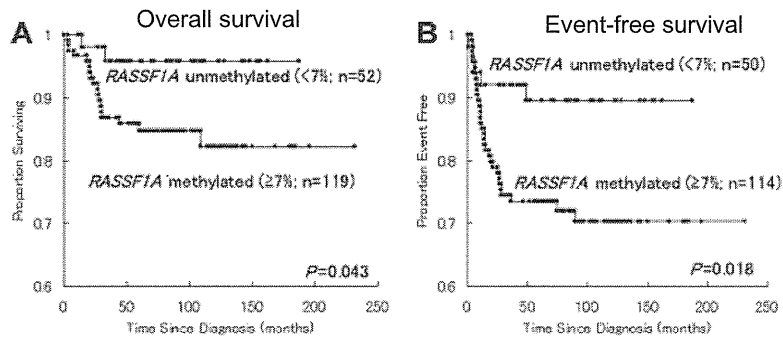 A Overall survival
1
0.9
0.8
0.7
0.6
Proportion Surviving
RASSF1A unmethylated (<7%; n=52)
RASSF1A methylated (≥7%; n=119)
P=0.043
0 50 100 150 200 250
Time Since Diagnosis (months)
B Event-free survival
1
0.9
0.8
0.7
0.6
Proportion Event Free
RASSF1A unmethylated (<7%; n=50)
RASSF1A methylated (≥7%; n=114)
P=0.018
0 50 100 150 200 250
Time Since Diagnosis (months)